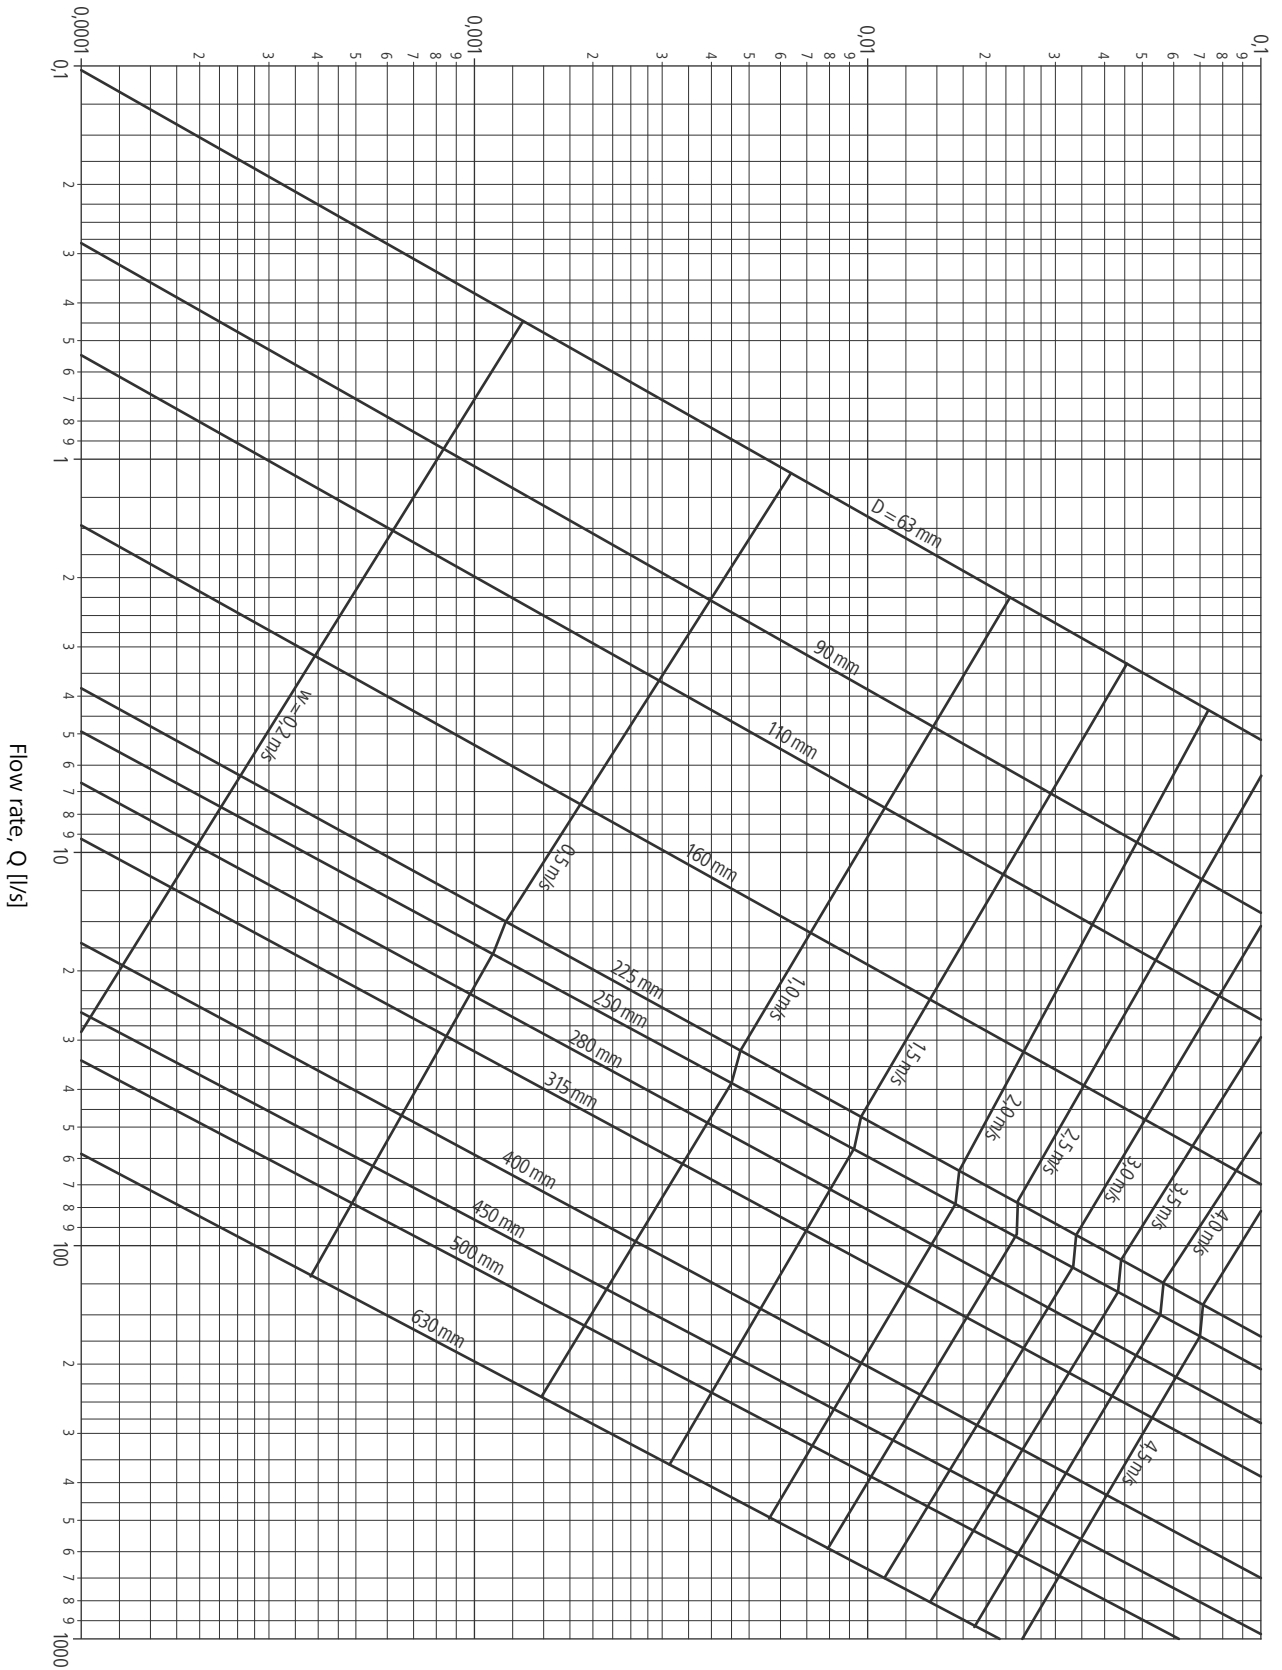 0,0001 2 3 4 5 6 7 8 9 0,001 2 3 4 5 6 7 8 9 0,01 2 3 4 5 6 7 8 9 0,1
0,1 2 3 4 5 6 7 8 9 1 2 3 4 5 6 7 8 9 10 2 3 4 5 6 7 8 9 100 2 3 4 5 6 7 8 9 1000
Flow rate, Q [l/s]
D = 63 mm
90 mm
110 mm
160 mm
225 mm
250 mm
280 mm
315 mm
400 mm
450 mm
500 mm
630 mm
w = 0,2 m/s
0,5 m/s
1,0 m/s
1,5 m/s
2,0 m/s
2,5 m/s
3,0 m/s
3,5 m/s
4,0 m/s
4,5 m/s